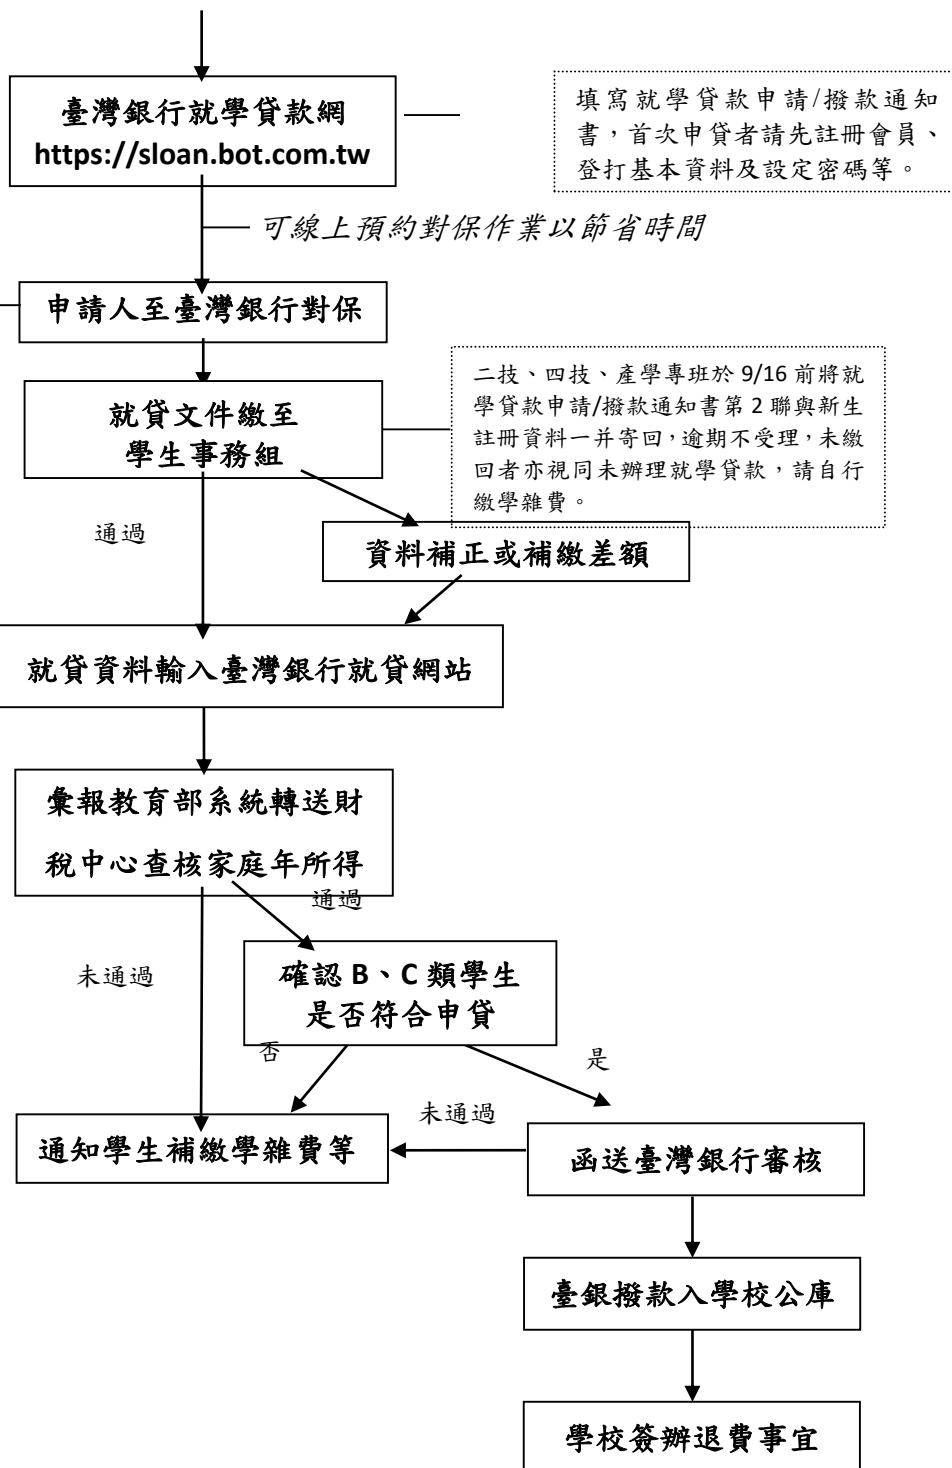 臺灣銀行就學貸款網
https://sloan.bot.com.tw
填寫就學貸款申請/撥款通知
書，首次申貸者請先註冊會員、
登打基本資料及設定密碼等。
可線上預約對保作業以節省時間
申請人至臺灣銀行對保
就貸文件繳至
學生事務組
二技、四技、產學專班於 9/16 前將就
學貸款申請/撥款通知書第 2 聯與新生
註冊資料一并寄回，逾期不受理，未繳
回者亦視同未辦理就學貸款，請自行
繳學雜費。
通過
資料補正或補繳差額
就貸資料輸入臺灣銀行就貸網站
彙報教育部系統轉送財
稅中心查核家庭年所得
通過
未通過
確認 B、C 類學生
是否符合申貸
否
是
未通過
通知學生補繳學雜費等
函送臺灣銀行審核
臺銀撥款入學校公庫
學校簽辦退費事宜